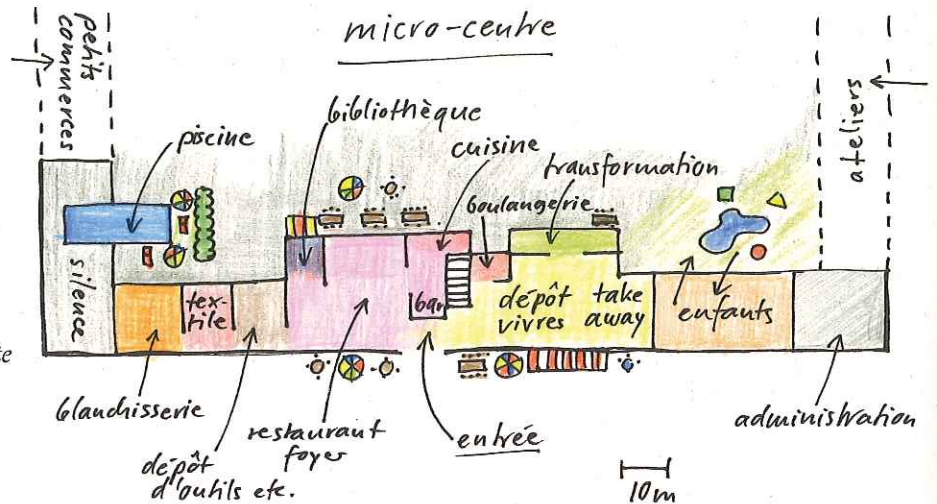 micro-centre
petits
commerces
ateliers
bibliothèque
piscine
cuisine
transformation
boulangerie
silence
tex-
tile
bar
dépôt
vivres
take
away
enfants
blanchisserie
dépôt
d'outils etc.
restaurant
foyer
entrée
administration
10m